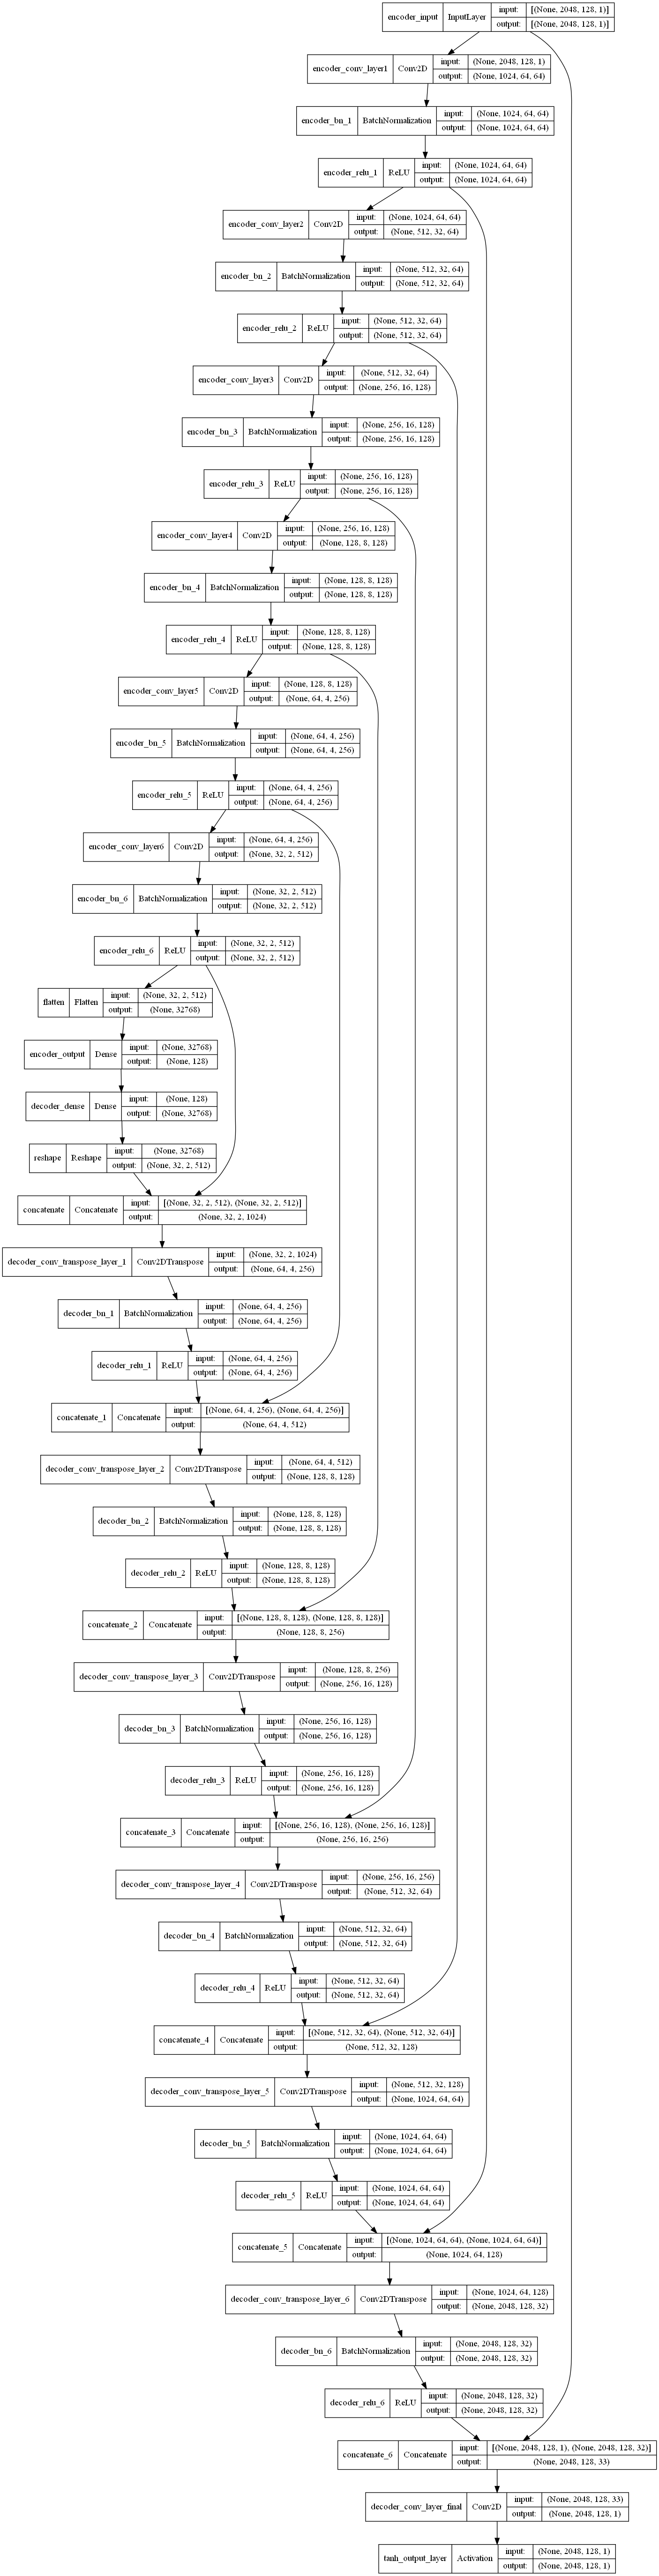 encoder_input InputLayer input: [(None, 2048, 128, 1)]
output: [(None, 2048, 128, 1)]
encoder_conv_layer1 Conv2D input: (None, 2048, 128, 1)
output: (None, 1024, 64, 64)
encoder_bn_1 BatchNormalization input: (None, 1024, 64, 64)
output: (None, 1024, 64, 64)
encoder_relu_1 ReLU input: (None, 1024, 64, 64)
output: (None, 1024, 64, 64)
encoder_conv_layer2 Conv2D input: (None, 1024, 64, 64)
output: (None, 512, 32, 64)
encoder_bn_2 BatchNormalization input: (None, 512, 32, 64)
output: (None, 512, 32, 64)
encoder_relu_2 ReLU input: (None, 512, 32, 64)
output: (None, 512, 32, 64)
encoder_conv_layer3 Conv2D input: (None, 512, 32, 64)
output: (None, 256, 16, 128)
encoder_bn_3 BatchNormalization input: (None, 256, 16, 128)
output: (None, 256, 16, 128)
encoder_relu_3 ReLU input: (None, 256, 16, 128)
output: (None, 256, 16, 128)
encoder_conv_layer4 Conv2D input: (None, 256, 16, 128)
output: (None, 128, 8, 128)
encoder_bn_4 BatchNormalization input: (None, 128, 8, 128)
output: (None, 128, 8, 128)
encoder_relu_4 ReLU input: (None, 128, 8, 128)
output: (None, 128, 8, 128)
encoder_conv_layer5 Conv2D input: (None, 128, 8, 128)
output: (None, 64, 4, 256)
encoder_bn_5 BatchNormalization input: (None, 64, 4, 256)
output: (None, 64, 4, 256)
encoder_relu_5 ReLU input: (None, 64, 4, 256)
output: (None, 64, 4, 256)
encoder_conv_layer6 Conv2D input: (None, 64, 4, 256)
output: (None, 32, 2, 512)
encoder_bn_6 BatchNormalization input: (None, 32, 2, 512)
output: (None, 32, 2, 512)
encoder_relu_6 ReLU input: (None, 32, 2, 512)
output: (None, 32, 2, 512)
flatten Flatten input: (None, 32, 2, 512)
output: (None, 32768)
encoder_output Dense input: (None, 32768)
output: (None, 128)
decoder_dense Dense input: (None, 128)
output: (None, 32768)
reshape Reshape input: (None, 32768)
output: (None, 32, 2, 512)
concatenate Concatenate input: [(None, 32, 2, 512), (None, 32, 2, 512)]
output: (None, 32, 2, 1024)
decoder_conv_transpose_layer_1 Conv2DTranspose input: (None, 32, 2, 1024)
output: (None, 64, 4, 256)
decoder_bn_1 BatchNormalization input: (None, 64, 4, 256)
output: (None, 64, 4, 256)
decoder_relu_1 ReLU input: (None, 64, 4, 256)
output: (None, 64, 4, 256)
concatenate_1 Concatenate input: [(None, 64, 4, 256), (None, 64, 4, 256)]
output: (None, 64, 4, 512)
decoder_conv_transpose_layer_2 Conv2DTranspose input: (None, 64, 4, 512)
output: (None, 128, 8, 128)
decoder_bn_2 BatchNormalization input: (None, 128, 8, 128)
output: (None, 128, 8, 128)
decoder_relu_2 ReLU input: (None, 128, 8, 128)
output: (None, 128, 8, 128)
concatenate_2 Concatenate input: [(None, 128, 8, 128), (None, 128, 8, 128)]
output: (None, 128, 8, 256)
decoder_conv_transpose_layer_3 Conv2DTranspose input: (None, 128, 8, 256)
output: (None, 256, 16, 128)
decoder_bn_3 BatchNormalization input: (None, 256, 16, 128)
output: (None, 256, 16, 128)
decoder_relu_3 ReLU input: (None, 256, 16, 128)
output: (None, 256, 16, 128)
concatenate_3 Concatenate input: [(None, 256, 16, 128), (None, 256, 16, 128)]
output: (None, 256, 16, 256)
decoder_conv_transpose_layer_4 Conv2DTranspose input: (None, 256, 16, 256)
output: (None, 512, 32, 64)
decoder_bn_4 BatchNormalization input: (None, 512, 32, 64)
output: (None, 512, 32, 64)
decoder_relu_4 ReLU input: (None, 512, 32, 64)
output: (None, 512, 32, 64)
concatenate_4 Concatenate input: [(None, 512, 32, 64), (None, 512, 32, 64)]
output: (None, 512, 32, 128)
decoder_conv_transpose_layer_5 Conv2DTranspose input: (None, 512, 32, 128)
output: (None, 1024, 64, 64)
decoder_bn_5 BatchNormalization input: (None, 1024, 64, 64)
output: (None, 1024, 64, 64)
decoder_relu_5 ReLU input: (None, 1024, 64, 64)
output: (None, 1024, 64, 64)
concatenate_5 Concatenate input: [(None, 1024, 64, 64), (None, 1024, 64, 64)]
output: (None, 1024, 64, 128)
decoder_conv_transpose_layer_6 Conv2DTranspose input: (None, 1024, 64, 128)
output: (None, 2048, 128, 32)
decoder_bn_6 BatchNormalization input: (None, 2048, 128, 32)
output: (None, 2048, 128, 32)
decoder_relu_6 ReLU input: (None, 2048, 128, 32)
output: (None, 2048, 128, 32)
concatenate_6 Concatenate input: [(None, 2048, 128, 1), (None, 2048, 128, 32)]
output: (None, 2048, 128, 33)
decoder_conv_layer_final Conv2D input: (None, 2048, 128, 33)
output: (None, 2048, 128, 1)
tanh_output_layer Activation input: (None, 2048, 128, 1)
output: (None, 2048, 128, 1)